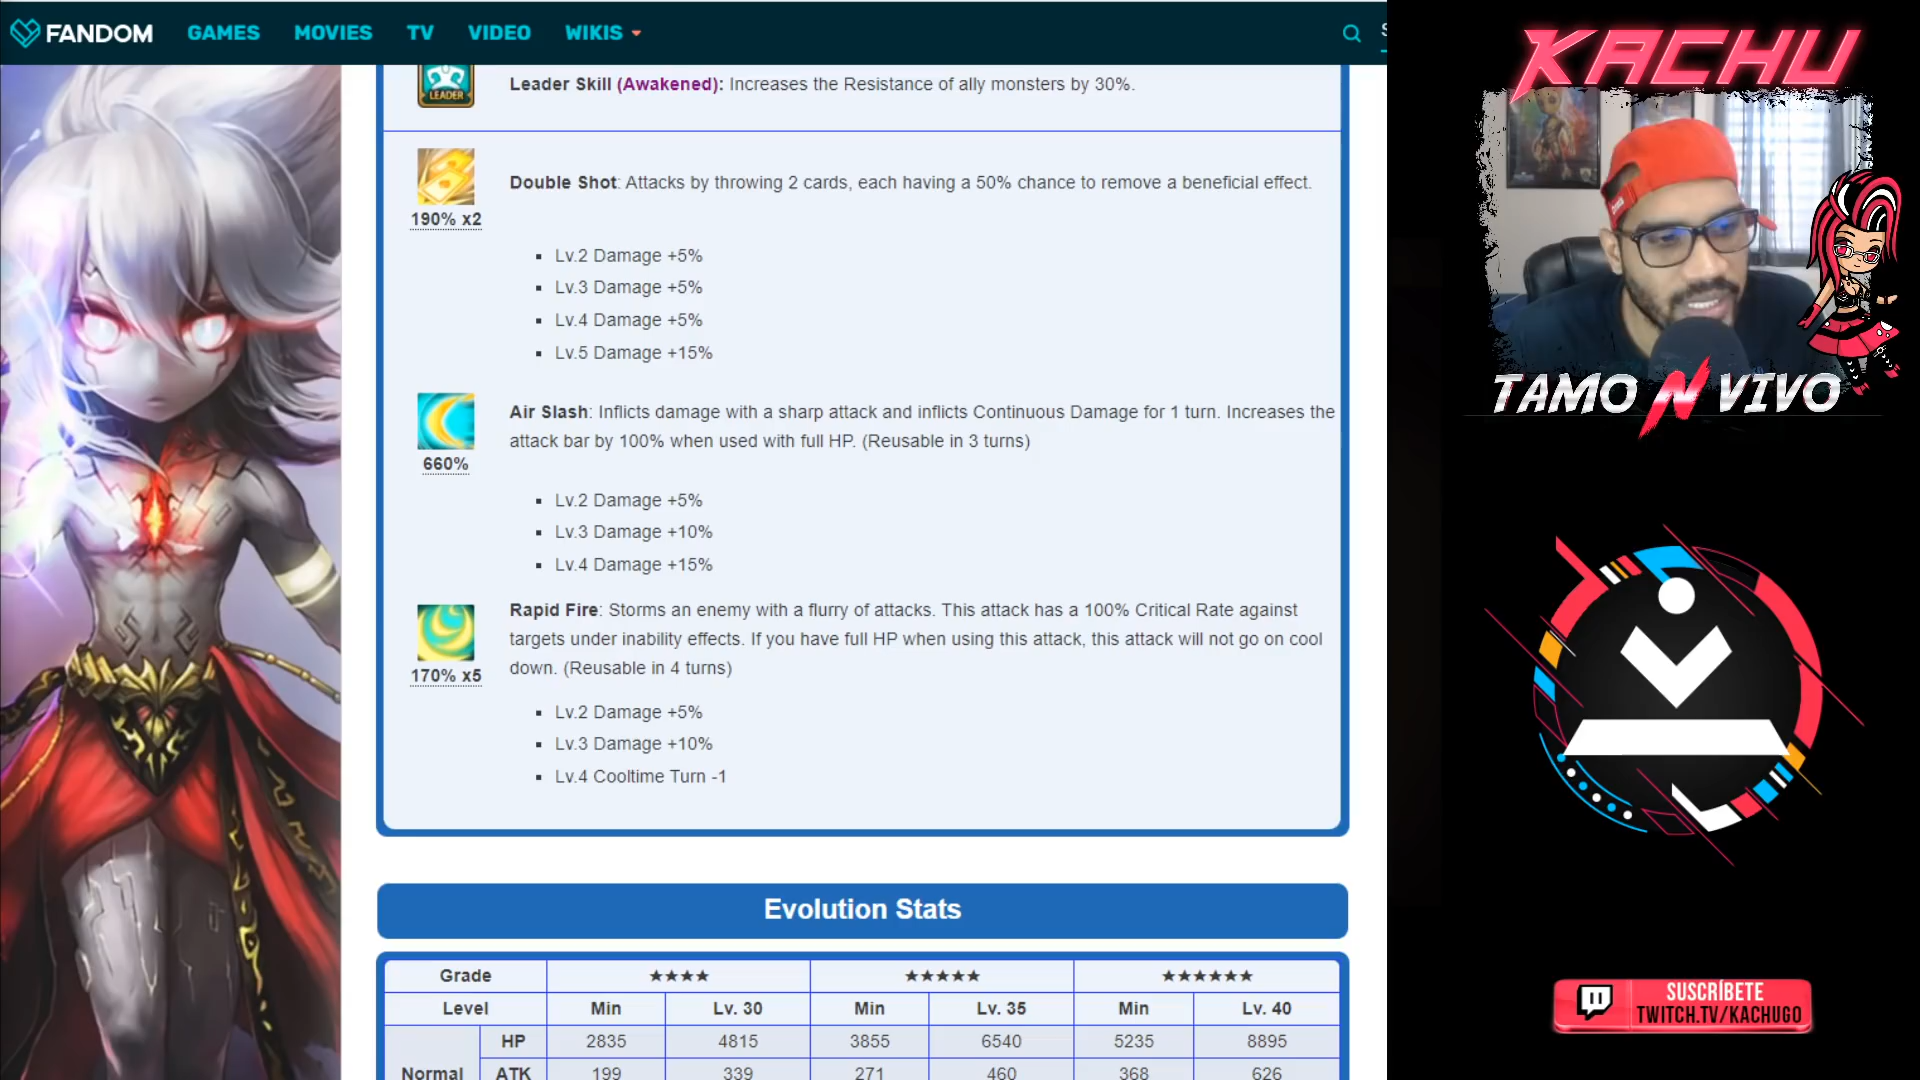 FANDOM GAMES MOVIES TV VIDEO WIKIS
LEADER
Leader Skill (Awakened): Increases the Resistance of ally monsters by 30%.
Double Shot: Attacks by throwing 2 cards, each having a 50% chance to remove a beneficial effect.
190% x2
Lv.2 Damage +5%
Lv.3 Damage +5%
Lv.4 Damage +5%
Lv.5 Damage +15%
Air Slash: Inflicts damage with a sharp attack and inflicts Continuous Damage for 1 turn. Increases the
attack bar by 100% when used with full HP. (Reusable in 3 turns)
660%
Lv.2 Damage +5%
Lv.3 Damage +10%
Lv.4 Damage +15%
Rapid Fire: Storms an enemy with a flurry of attacks. This attack has a 100% Critical Rate against
targets under inability effects. If you have full HP when using this attack, this attack will not go on cool
down. (Reusable in 4 turns)
170% x5
Lv.2 Damage +5%
Lv.3 Damage +10%
Lv.4 Cooltime Turn -1
Evolution Stats
Grade ★★★★ ★★★★★ ★★★★★★
Level Min Lv. 30 Min Lv. 35 Min Lv. 40
HP 2835 4815 3855 6540 5235 8895
Normal ATK 199 339 271 460 368 626
KACHU
TAMO N VIVO
SUSCRÍBETE
TWITCH.TV/KACHUGO